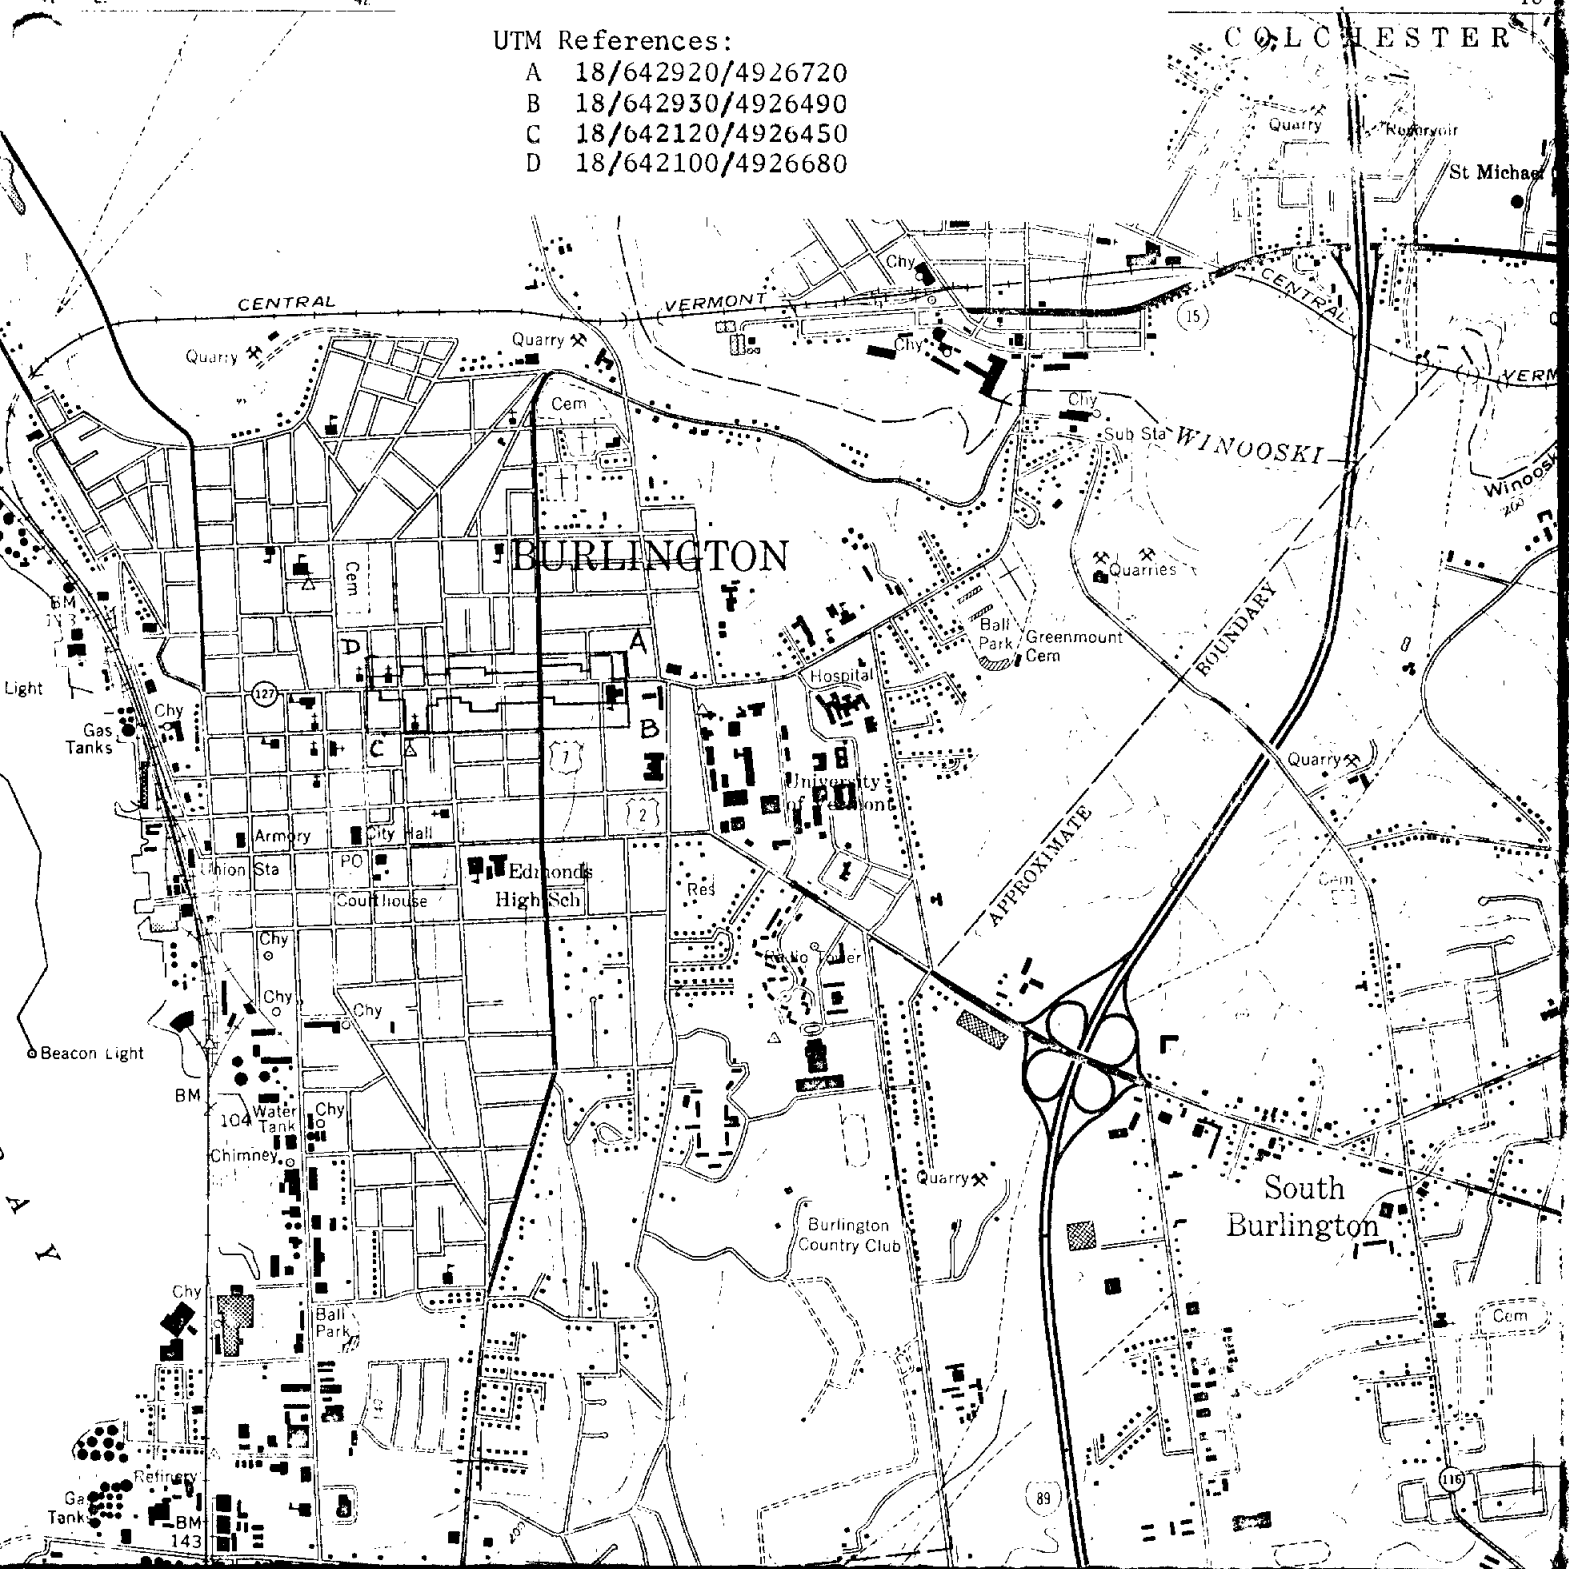 UTM References:
A 18/642920/4926720
B 18/642930/4926490
C 18/642120/4926450
D 18/642100/4926680
COLCHESTER
Quarry
Reservoir
St Michael
Chy
CENTRAL
VERMONT
CENTRAL
15
Quarry
Quarry
Chy
VERM
Cem
Chy
Sub Sta
WINOOSKI
Winoosk
260
BURLINGTON
Cem
Quarries
BM
Ball
Park
Greenmount
Cem
BOUNDARY
D
A
Light
127
Hospital
Chy
Gas
Tanks
C
B
7
Quarry
University
of Vermont
2
APPROXIMATE
Armory
City Hall
Union Sta
PO
Edmonds
High Sch
Res
Cem
Courthouse
Chy
Radio Tower
Chy
Chy
Beacon Light
BM
104
Water
Tank
Chy
Chimney
Quarry
South
Burlington
Burlington
Country Club
A
Y
Chy
Ball
Park
Cem
140
Refinery
Gas
Tanks
BM
143
89
116